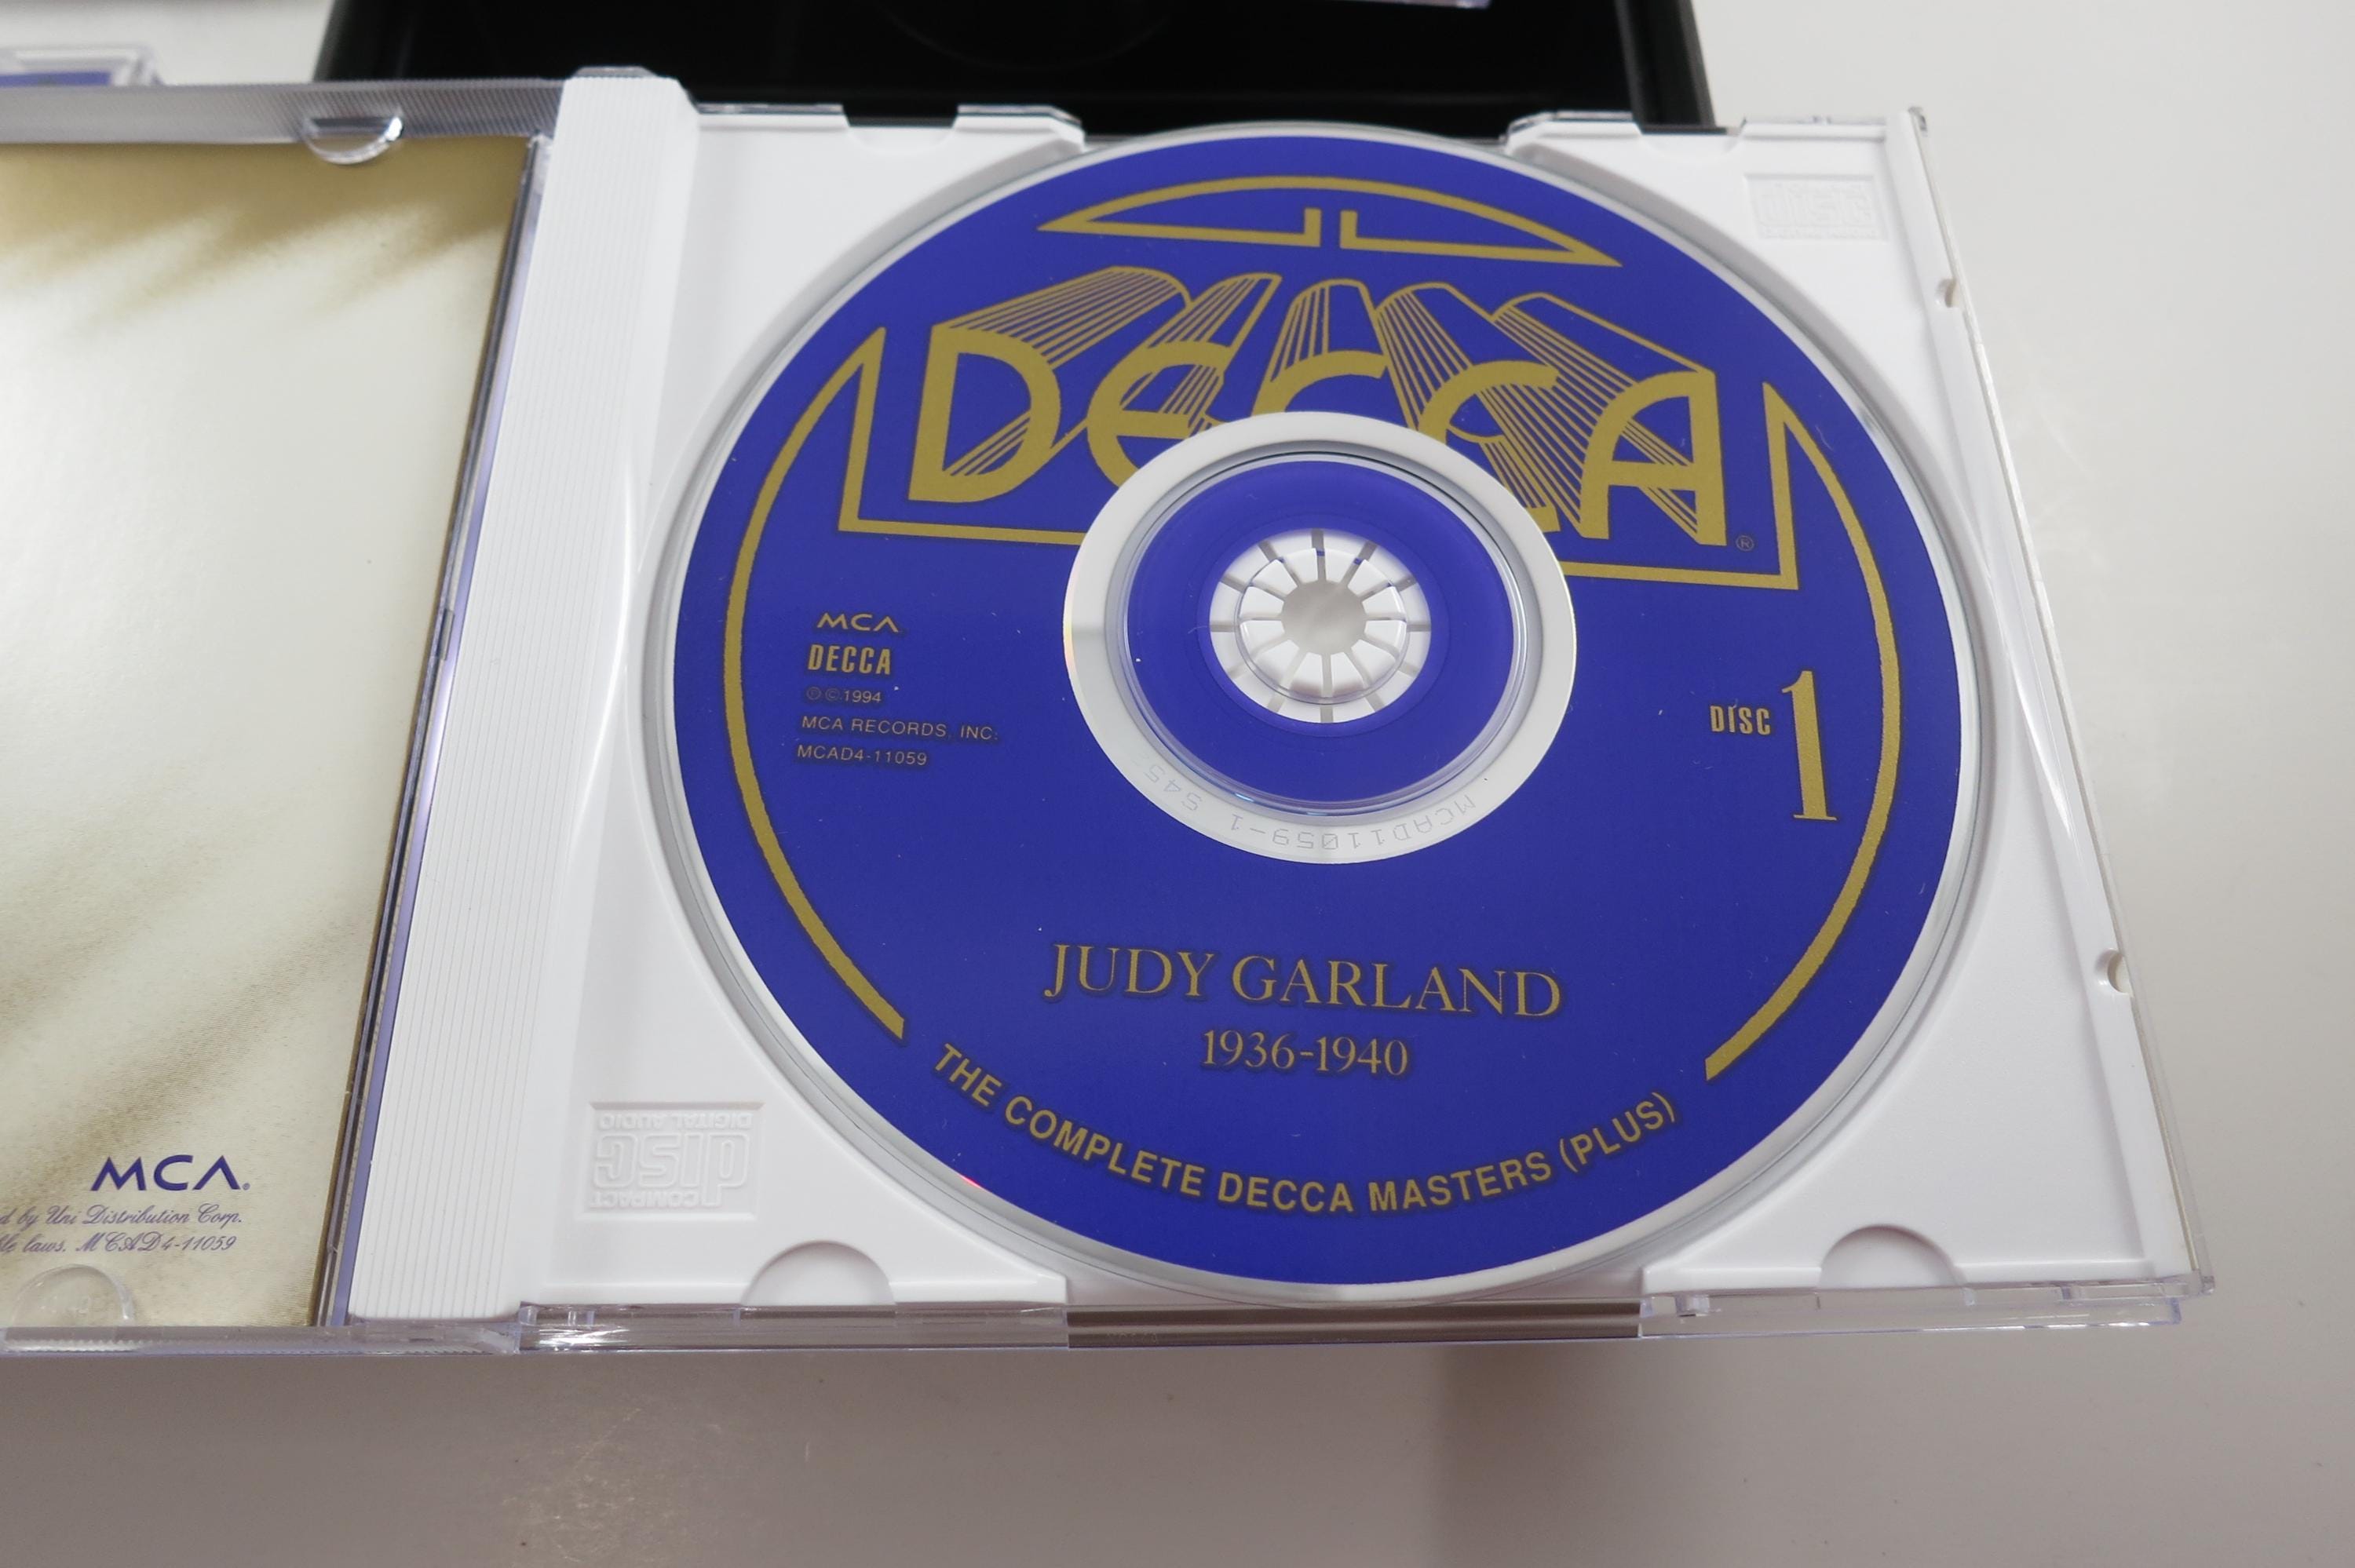 DECCA ®
MCA
DECCA
℗ © 1994
MCA RECORDS, INC.
MCAD4-11059
DISC 1
MCAD11059-1
JUDY GARLAND
1936-1940
THE COMPLETE DECCA MASTERS (PLUS)
MCA.
d by Uni Distribution Corp.
le laws. MCAD4-11059
COMPACT
disc
DIGITAL AUDIO